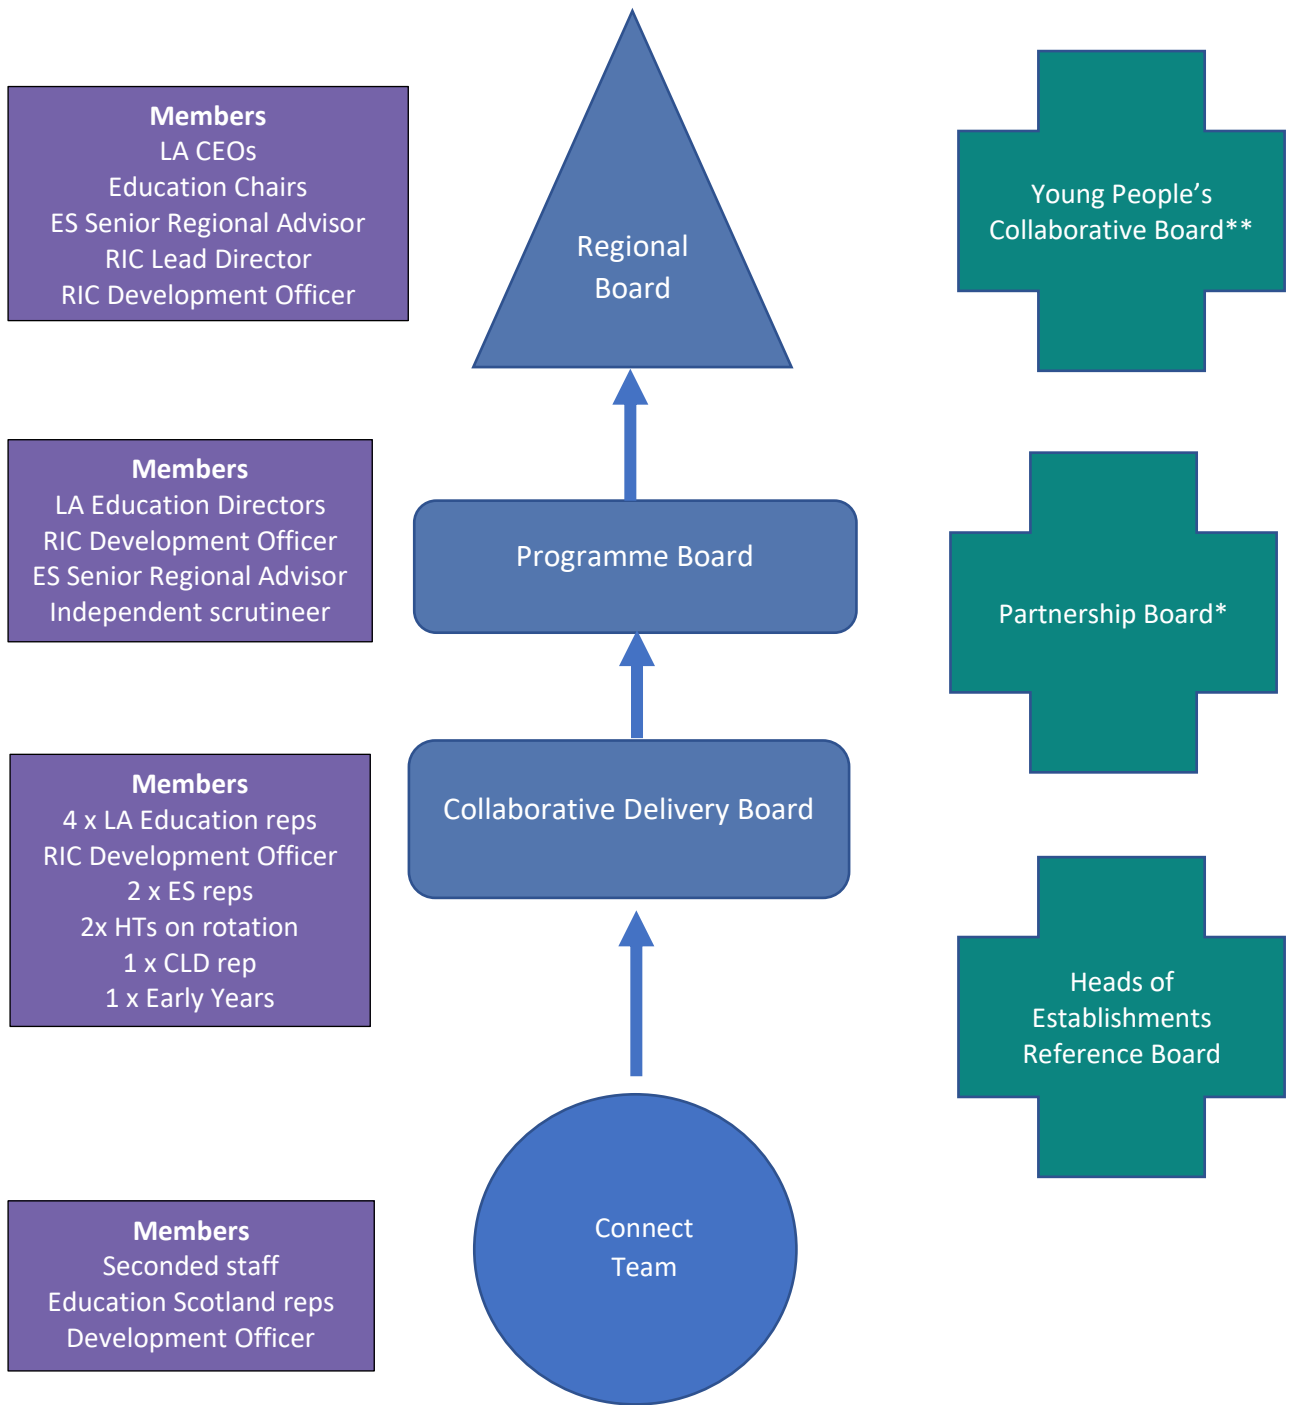 Members
LA CEOs
Education Chairs
ES Senior Regional Advisor
RIC Lead Director
RIC Development Officer
Regional
Board
Young People’s
Collaborative Board**
Members
LA Education Directors
RIC Development Officer
ES Senior Regional Advisor
Independent scrutineer
Programme Board
Partnership Board*
Members
4 x LA Education reps
RIC Development Officer
2 x ES reps
2x HTs on rotation
1 x CLD rep
1 x Early Years
Collaborative Delivery Board
Heads of
Establishments
Reference Board
Members
Seconded staff
Education Scotland reps
Development Officer
Connect
Team